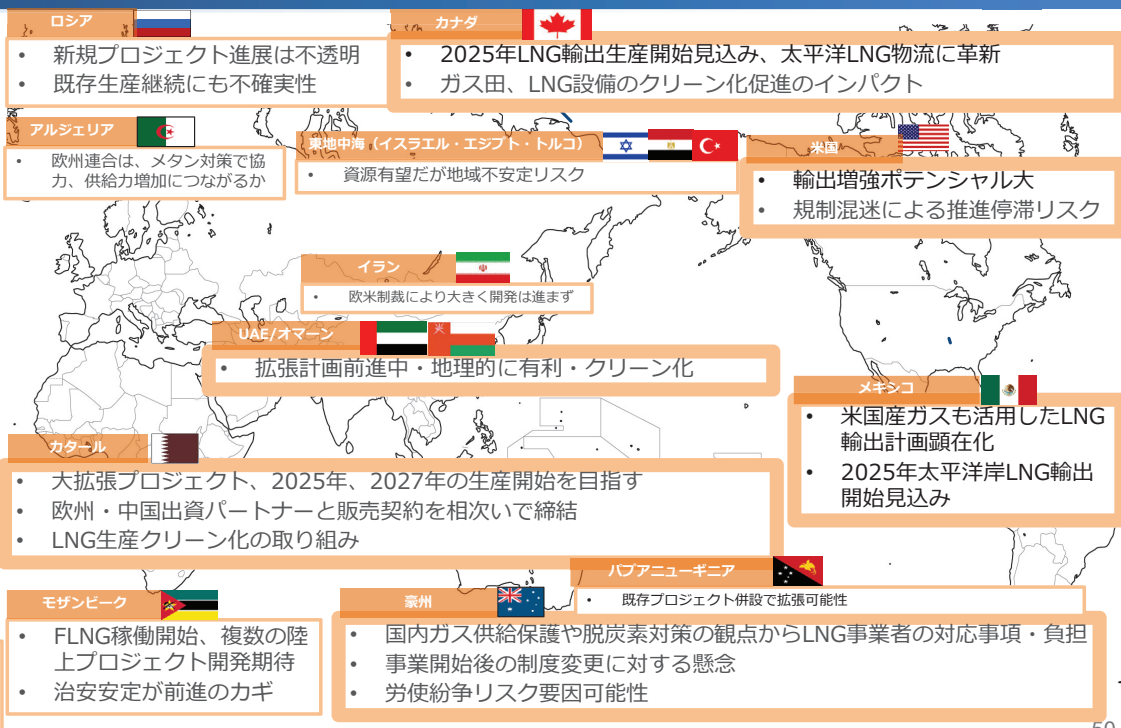 ロシア
• 新規プロジェクト進展は不透明
• 既存生産継続にも不確実性
カナダ
• 2025年LNG輸出生産開始見込み、太平洋LNG物流に革新
• ガス田、LNG設備のクリーン化促進のインパクト
アルジェリア
• 欧州連合は、メタン対策で協
力、供給力増加につながるか
東地中海（イスラエル・エジプト・トルコ）
• 資源有望だが地域不安定リスク
米国
• 輸出増強ポテンシャル大
• 規制混迷による推進停滞リスク
イラン
• 欧米制裁により大きく開発は進まず
UAE/オマーン
• 拡張計画前進中・地理的に有利・クリーン化
メキシコ
• 米国産ガスも活用したLNG
輸出計画顕在化
• 2025年太平洋岸LNG輸出
開始見込み
カタール
• 大拡張プロジェクト、2025年、2027年の生産開始を目指す
• 欧州・中国出資パートナーと販売契約を相次いで締結
• LNG生産クリーン化の取り組み
パプアニューギニア
• 既存プロジェクト併設で拡張可能性
モザンビーク
• FLNG稼働開始、複数の陸
上プロジェクト開発期待
• 治安安定が前進のカギ
豪州
• 国内ガス供給保護や脱炭素対策の観点からLNG事業者の対応事項・負担
• 事業開始後の制度変更に対する懸念
• 労使紛争リスク要因可能性